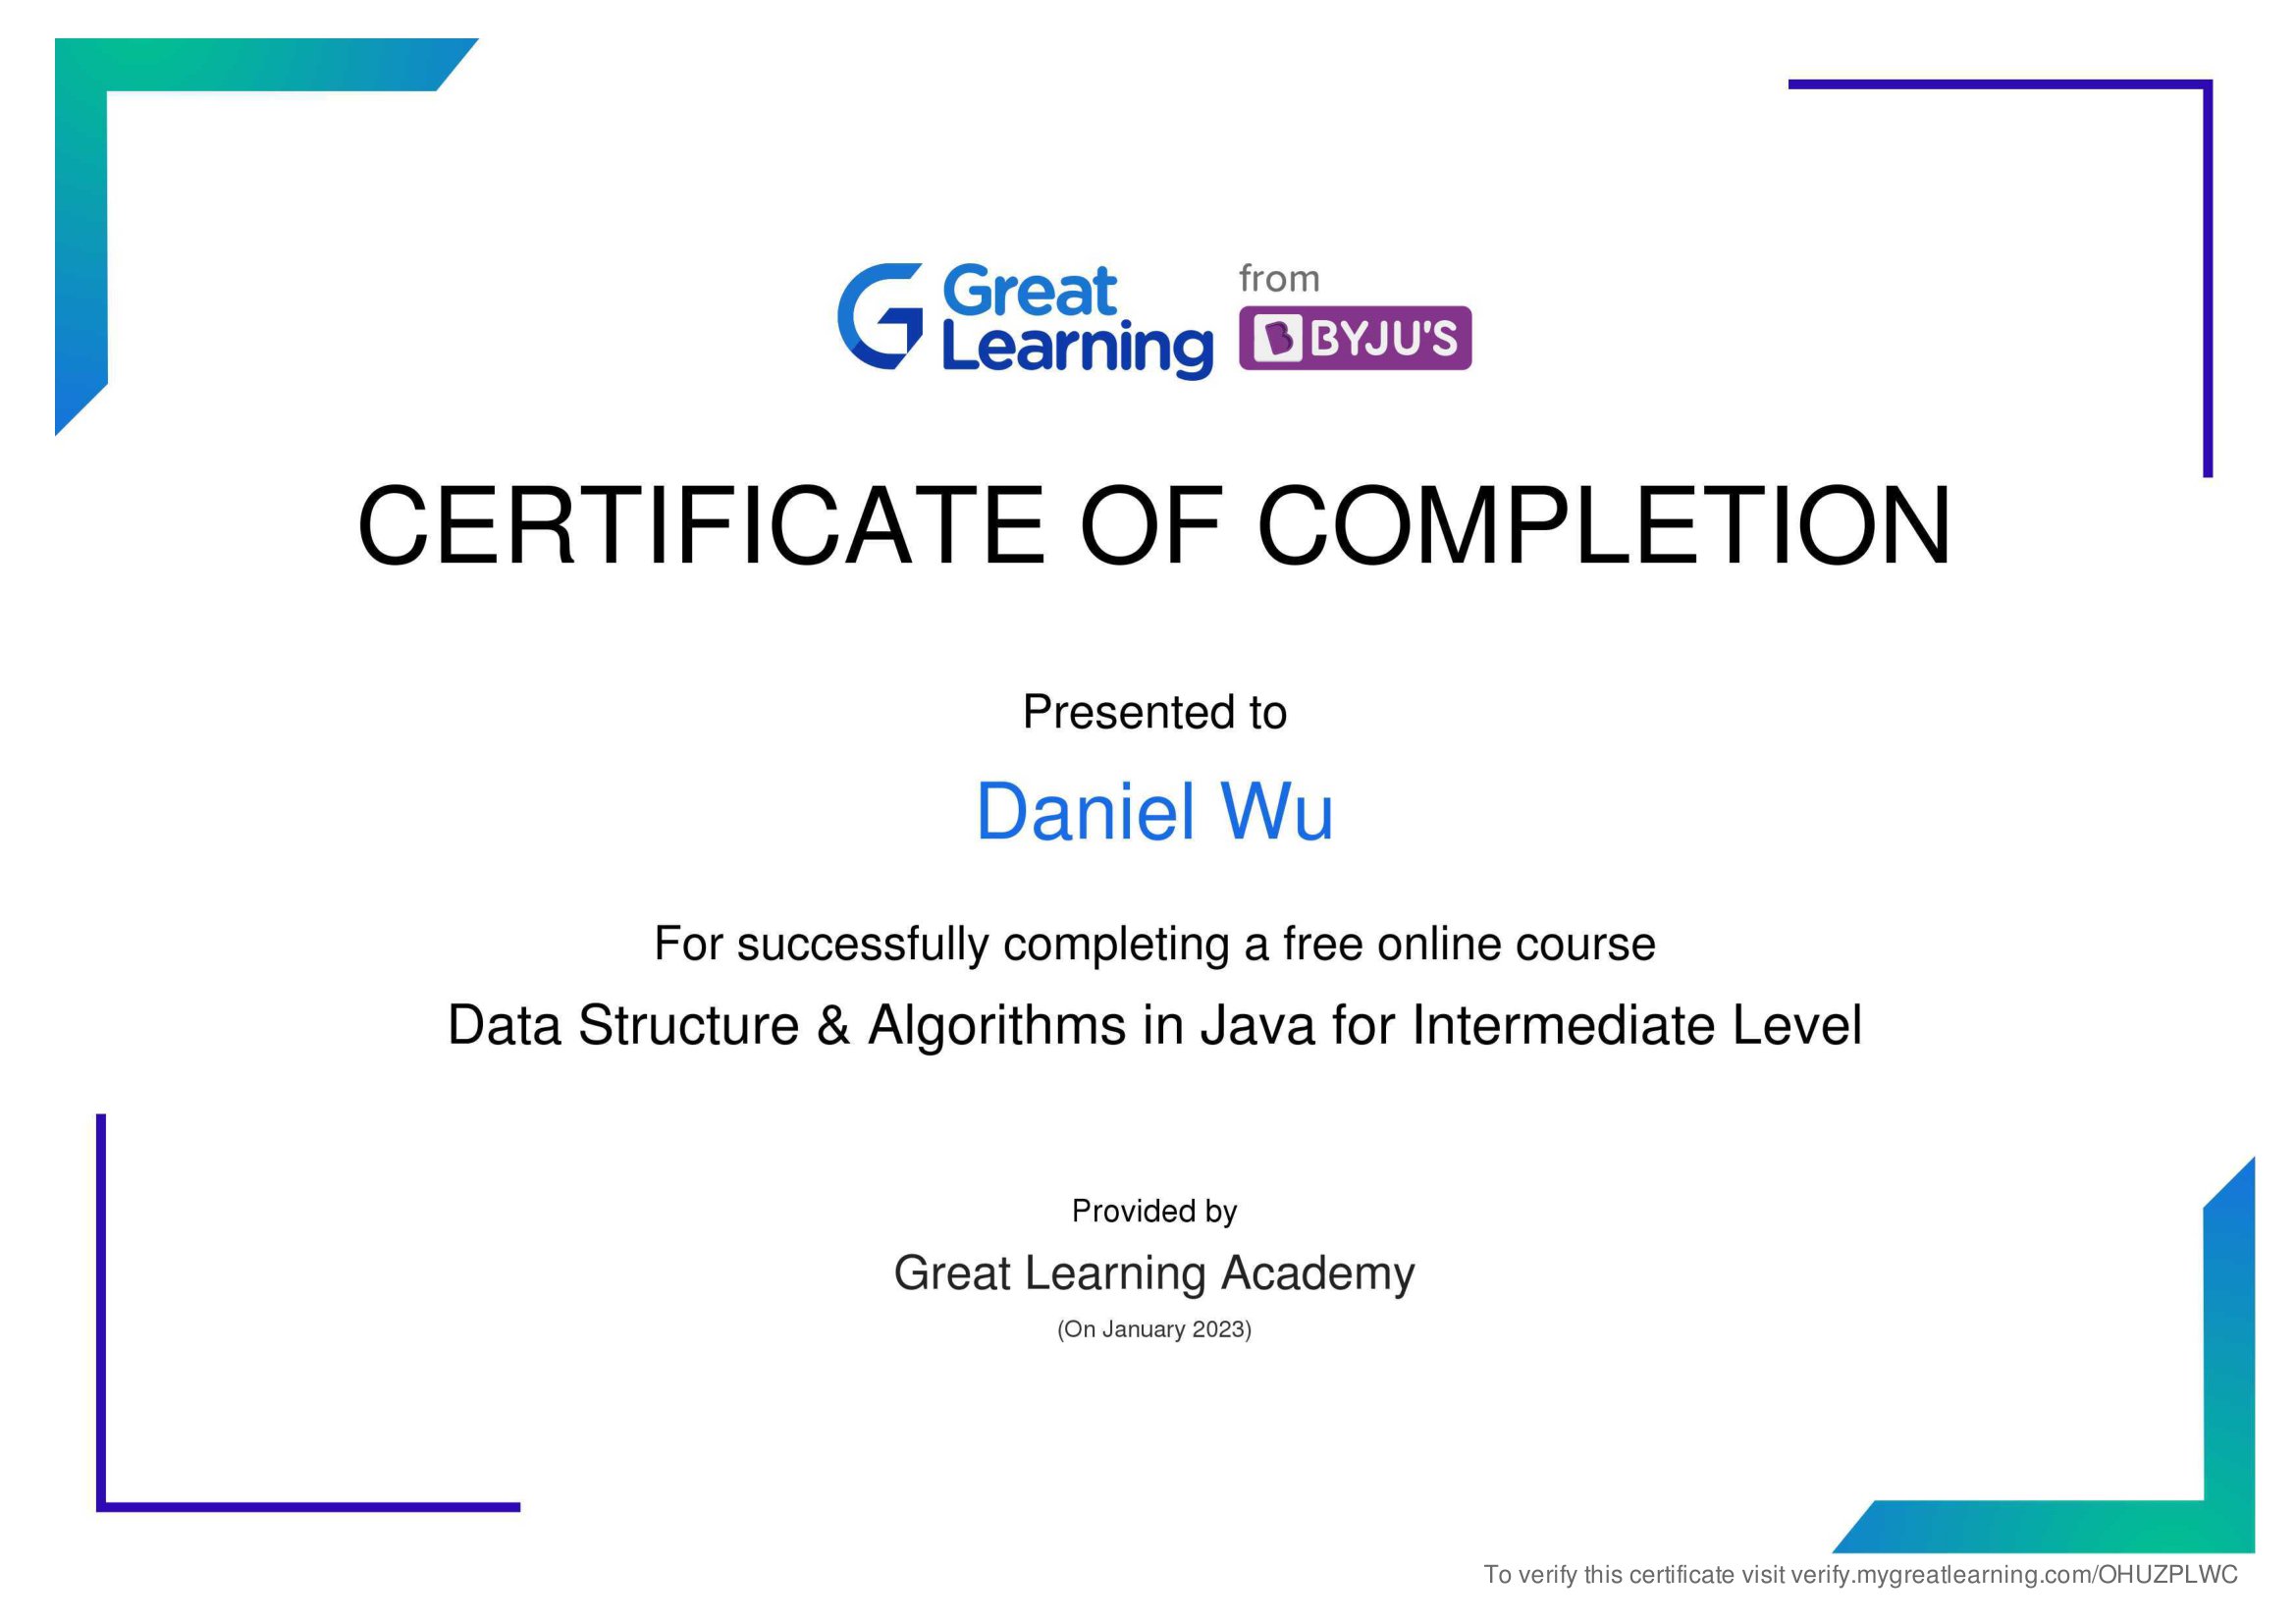 Great
Learning
from
BYJU'S
CERTIFICATE OF COMPLETION
Presented to
Daniel Wu
For successfully completing a free online course
Data Structure & Algorithms in Java for Intermediate Level
Provided by
Great Learning Academy
(On January 2023)
To verify this certificate visit verify.mygreatlearning.com/OHUZPLWC